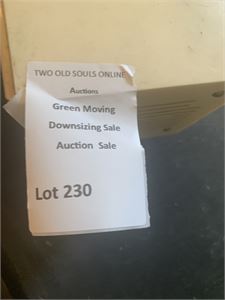 TWO OLD SOULS ONLINE
Auctions
Green Moving
Downsizing Sale
Auction Sale
Lot 230